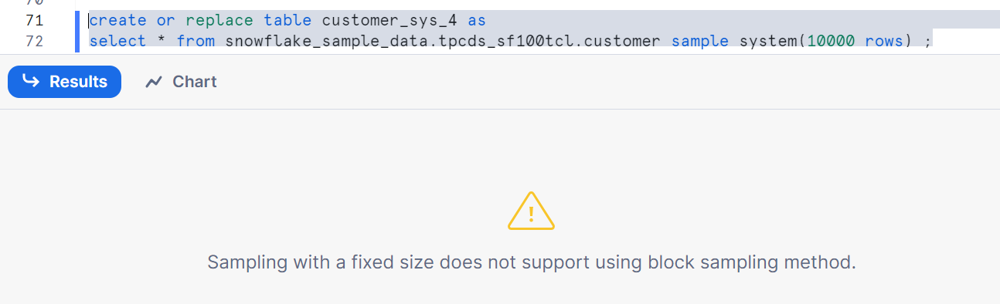 70
71 create or replace table customer_sys_4 as
72 select * from snowflake_sample_data.tpcds_sf100tcl.customer sample system(10000 rows) ;
Results Chart
Sampling with a fixed size does not support using block sampling method.